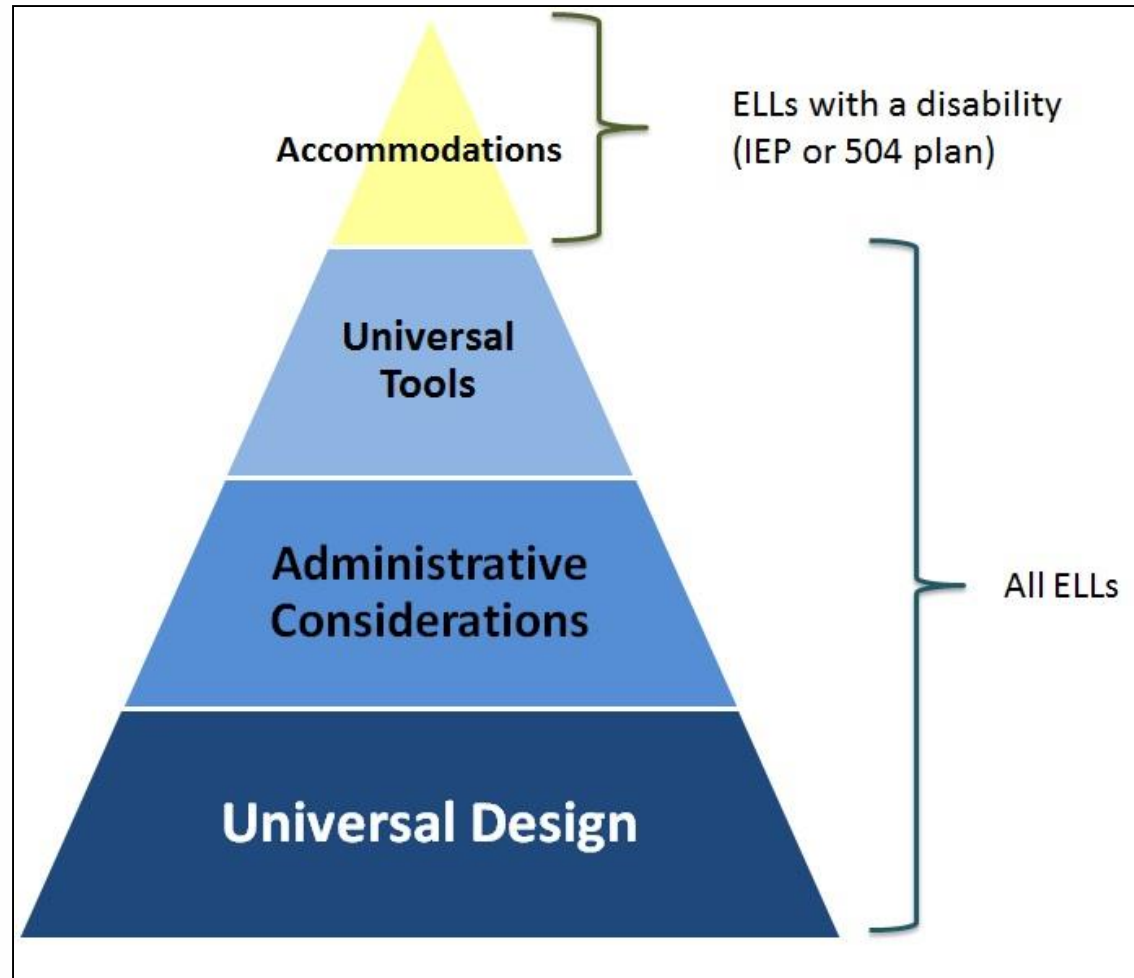 Accommodations
ELLs with a disability
(IEP or 504 plan)
Universal
Tools
Administrative
Considerations
All ELLs
Universal Design